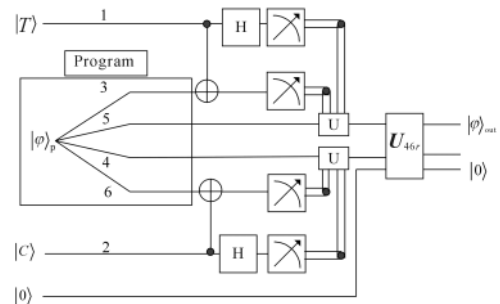 |T⟩ 1 H
Program
3
5 U |φ⟩out
|φ⟩p U46r
4 U |0⟩
6
|C⟩ 2 H
|0⟩